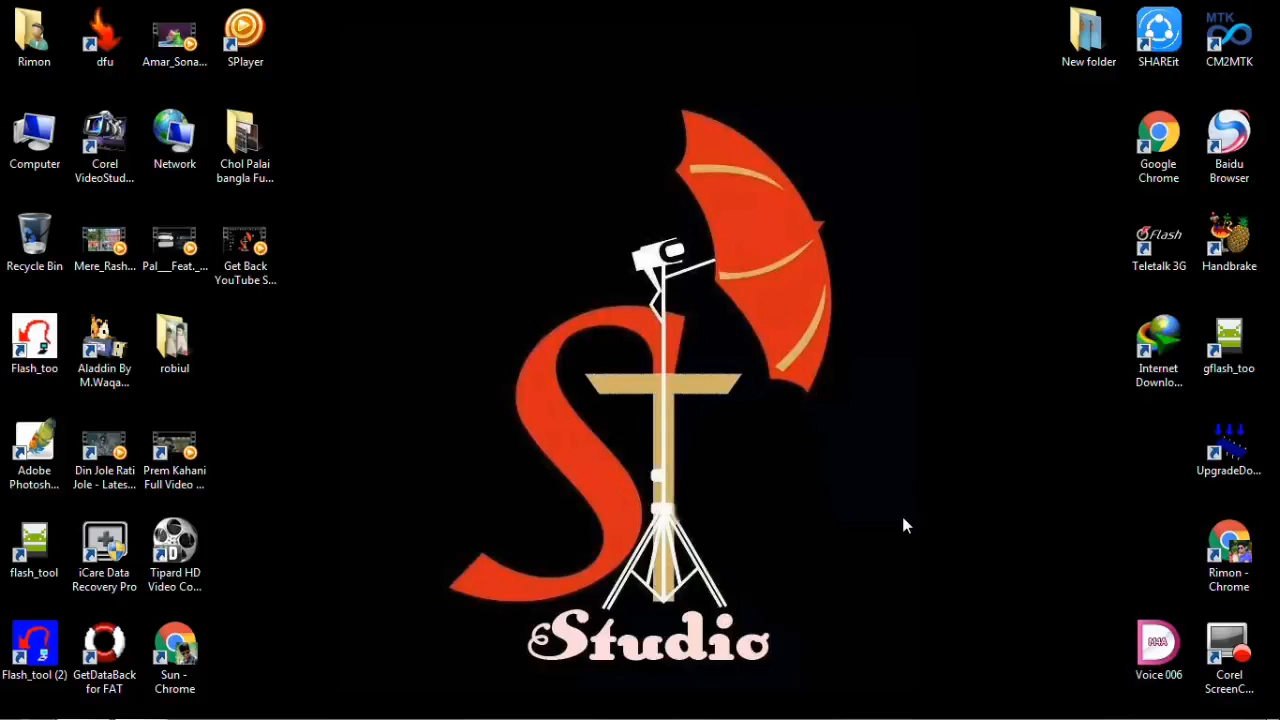 Rimon
dfu
Amar_Sona...
SPlayer
New folder
SHAREit
MTK
CM2MTK
Computer
Corel
VideoStud...
Network
Chol Palai
bangla Fu...
Google
Chrome
Baidu
Browser
Recycle Bin
Mere_Rash...
Pal___Feat._...
Get Back
YouTube S...
Flash
Teletalk 3G
Handbrake
Flash_too
Aladdin By
M.Waqa...
robiul
Internet
Downlo...
gflash_too
Adobe
Photosh...
Din Jole Rati
Jole - Lates...
Prem Kahani
Full Video ...
UpgradeDo...
flash_tool
iCare Data
Recovery Pro
Tipard HD
Video Co...
Rimon -
Chrome
Flash_tool (2)
GetDataBack
for FAT
Sun -
Chrome
M4A
Voice 006
Corel
ScreenC...
ST
Studio